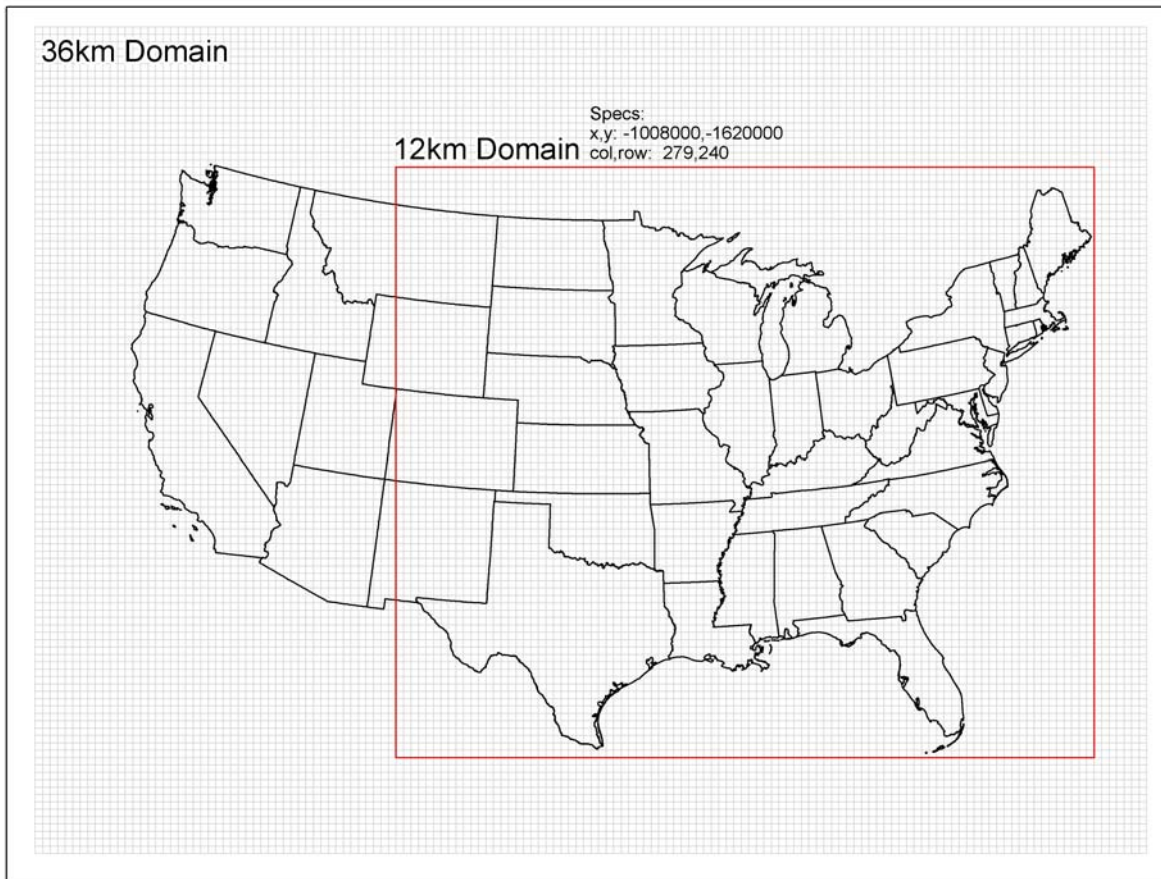 36km Domain
Specs:
x,y: -1008000,-1620000
12km Domain
col,row: 279,240